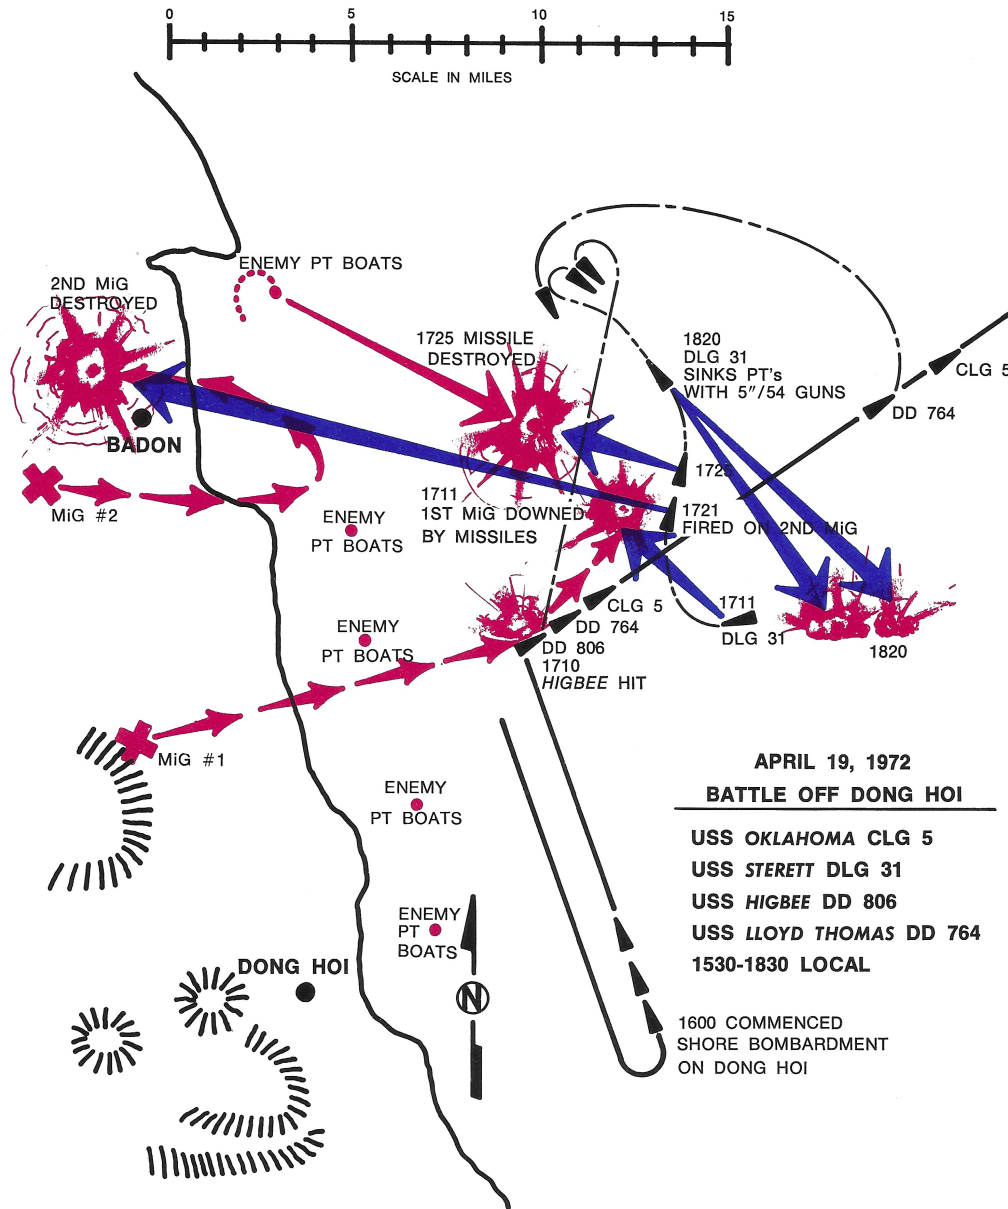 0 5 10 15
SCALE IN MILES
ENEMY PT BOATS
2ND MiG
DESTROYED
1725 MISSILE
DESTROYED
1820
DLG 31
SINKS PT's
WITH 5"/54 GUNS
CLG 5
DD 764
BADON
1725
MiG #2
1711
1ST MiG DOWNED
BY MISSILES
1721
FIRED ON 2ND MiG
ENEMY
PT BOATS
CLG 5
DD 764
DD 806
1710
HIGBEE HIT
1711
DLG 31
1820
ENEMY
PT BOATS
MiG #1
ENEMY
PT BOATS
APRIL 19, 1972
BATTLE OFF DONG HOI
USS OKLAHOMA CLG 5
USS STERETT DLG 31
USS HIGBEE DD 806
USS LLOYD THOMAS DD 764
1530-1830 LOCAL
ENEMY
PT
BOATS
DONG HOI
N
1600 COMMENCED
SHORE BOMBARDMENT
ON DONG HOI